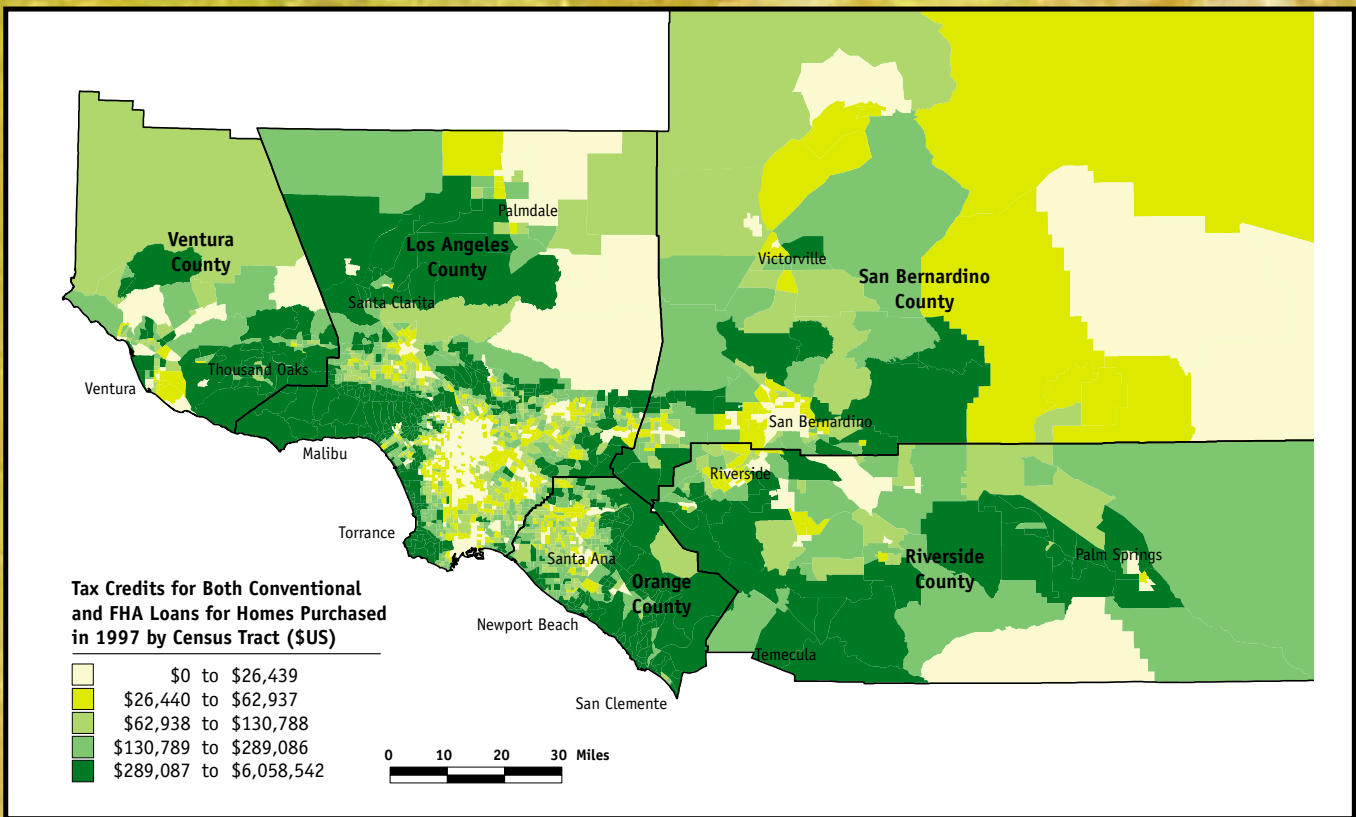 Ventura
County
Los Angeles
County
Palmdale
Santa Clarita
Victorville
San Bernardino
County
Thousand Oaks
Ventura
San Bernardino
Malibu
Riverside
Torrance
Santa Ana
Orange
County
Riverside
County
Palm Springs
Newport Beach
Temecula
San Clemente
Tax Credits for Both Conventional
and FHA Loans for Homes Purchased
in 1997 by Census Tract ($US)
$0 to $26,439
$26,440 to $62,937
$62,938 to $130,788
$130,789 to $289,086
$289,087 to $6,058,542
0 10 20 30 Miles